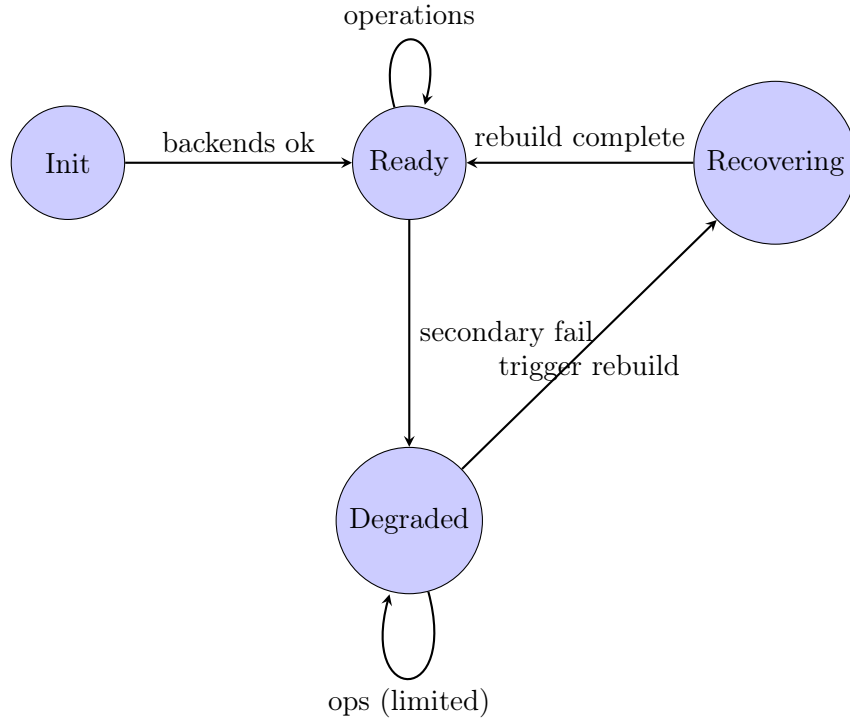 operations
Init
backends ok
Ready
rebuild complete
Recovering
secondary fail
trigger rebuild
Degraded
ops (limited)